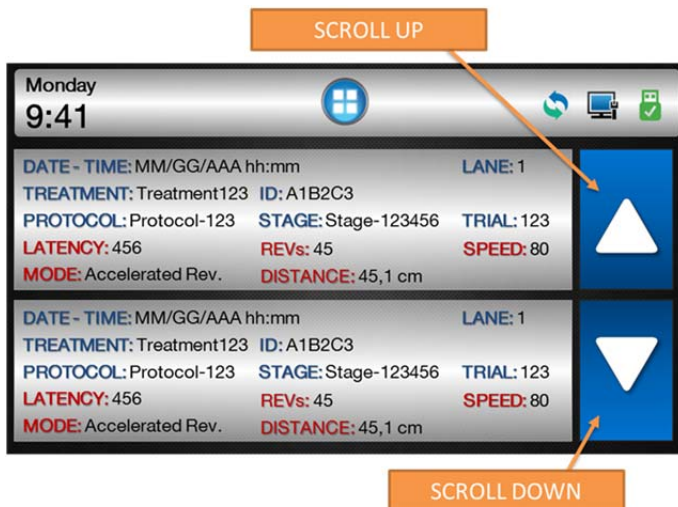 SCROLL UP
Monday
9:41
DATE - TIME: MM/GG/AAA hh:mm LANE: 1
TREATMENT: Treatment123 ID: A1B2C3
PROTOCOL: Protocol-123 STAGE: Stage-123456 TRIAL: 123
LATENCY: 456 REVs: 45 SPEED: 80
MODE: Accelerated Rev. DISTANCE: 45,1 cm
DATE - TIME: MM/GG/AAA hh:mm LANE: 1
TREATMENT: Treatment123 ID: A1B2C3
PROTOCOL: Protocol-123 STAGE: Stage-123456 TRIAL: 123
LATENCY: 456 REVs: 45 SPEED: 80
MODE: Accelerated Rev. DISTANCE: 45,1 cm
SCROLL DOWN